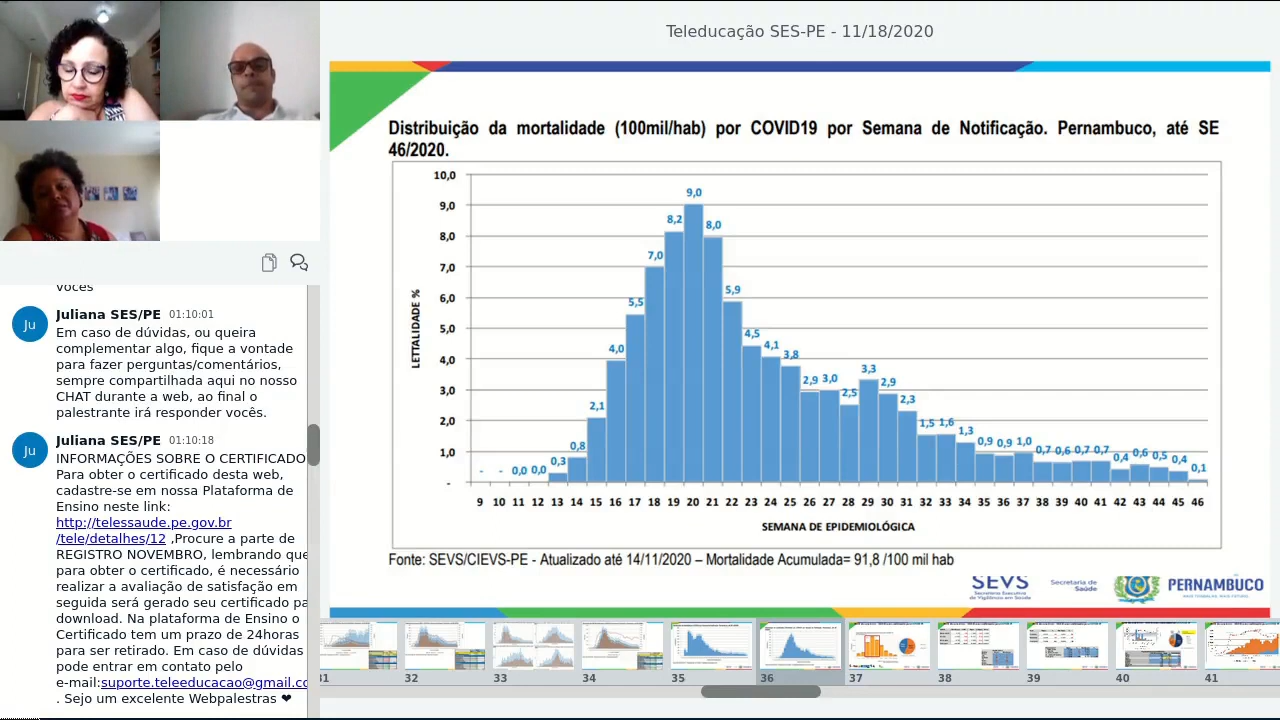 Teleducação SES-PE - 11/18/2020
Distribuição da mortalidade (100mil/hab) por COVID19 por Semana de Notificação. Pernambuco, até SE
46/2020.
LETTALIDADE %
10,0
9,0
8,0
7,0
6,0
5,0
4,0
3,0
2,0
1,0
-
- - 0,0 0,0 0,3 0,8 2,1 4,0 5,5 7,0 8,2 9,0 8,0 5,9 4,5 4,1 3,8 2,9 3,0 2,5 3,3 2,9 2,3 1,5 1,6 1,3 0,9 0,9 1,0 0,7 0,6 0,7 0,7 0,4 0,6 0,5 0,4 0,1
9 10 11 12 13 14 15 16 17 18 19 20 21 22 23 24 25 26 27 28 29 30 31 32 33 34 35 36 37 38 39 40 41 42 43 44 45 46
SEMANA DE EPIDEMIOLÓGICA
Fonte: SEVS/CIEVS-PE - Atualizado até 14/11/2020 – Mortalidade Acumulada= 91,8 /100 mil hab
SEVS
Secretaria Executiva
de Vigilância em Saúde
Secretaria de
Saúde
PERNAMBUCO
31 32 33 34 35 36 37 38 39 40 41
vocês
Ju
Juliana SES/PE 01:10:01
Em caso de dúvidas, ou queira
complementar algo, fique a vontade
para fazer perguntas/comentários,
sempre compartilhada aqui no nosso
CHAT durante a web, ao final o
palestrante irá responder vocês.
Ju
Juliana SES/PE 01:10:18
INFORMAÇÕES SOBRE O CERTIFICADO
Para obter o certificado desta web,
cadastre-se em nossa Plataforma de
Ensino neste link:
http://telessaude.pe.gov.br
/tele/detalhes/12 ,Procure a parte de
REGISTRO NOVEMBRO, lembrando que
para obter o certificado, é necessário
realizar a avaliação de satisfação em
seguida será gerado seu certificado pa
download. Na plataforma de Ensino o
Certificado tem um prazo de 48 horas
para ser retirado. Em caso de dúvidas
pode entrar em contato pelo
e-mail:suporte.teleeducacao@gmail.co
. Sejo um excelente Webpalestras ❤